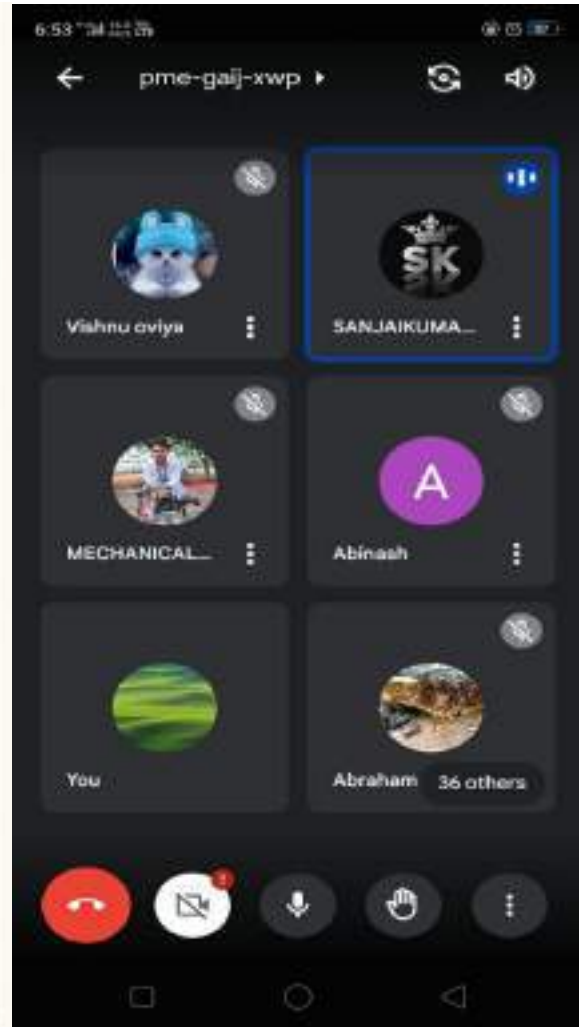 6:53
pme-gaij-xwp
SK
Vishnu oviya
SANJAIKUMA...
MECHANICAL...
A
Abinash
You
Abraham
36 others